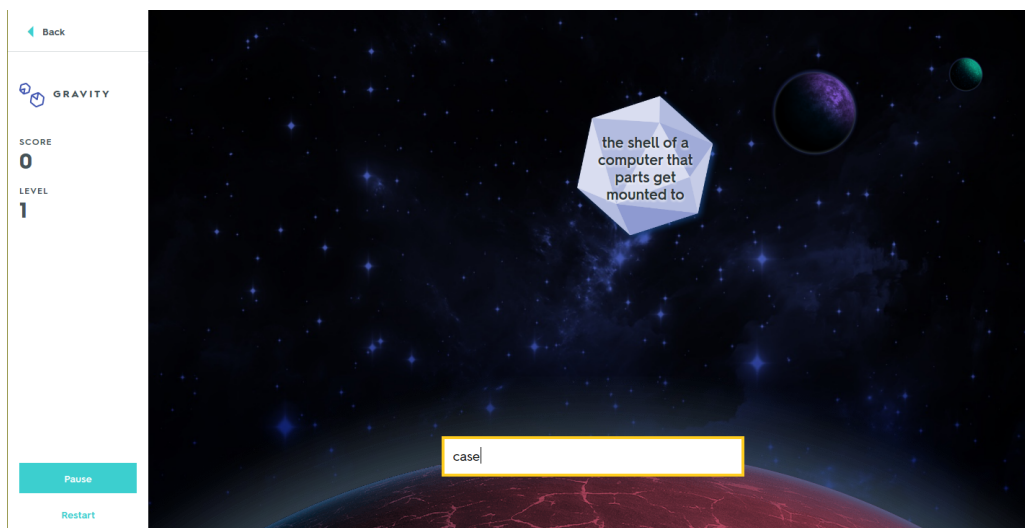 Back
GRAVITY
SCORE
0
LEVEL
1
the shell of a
computer that
parts get
mounted to
case
Pause
Restart